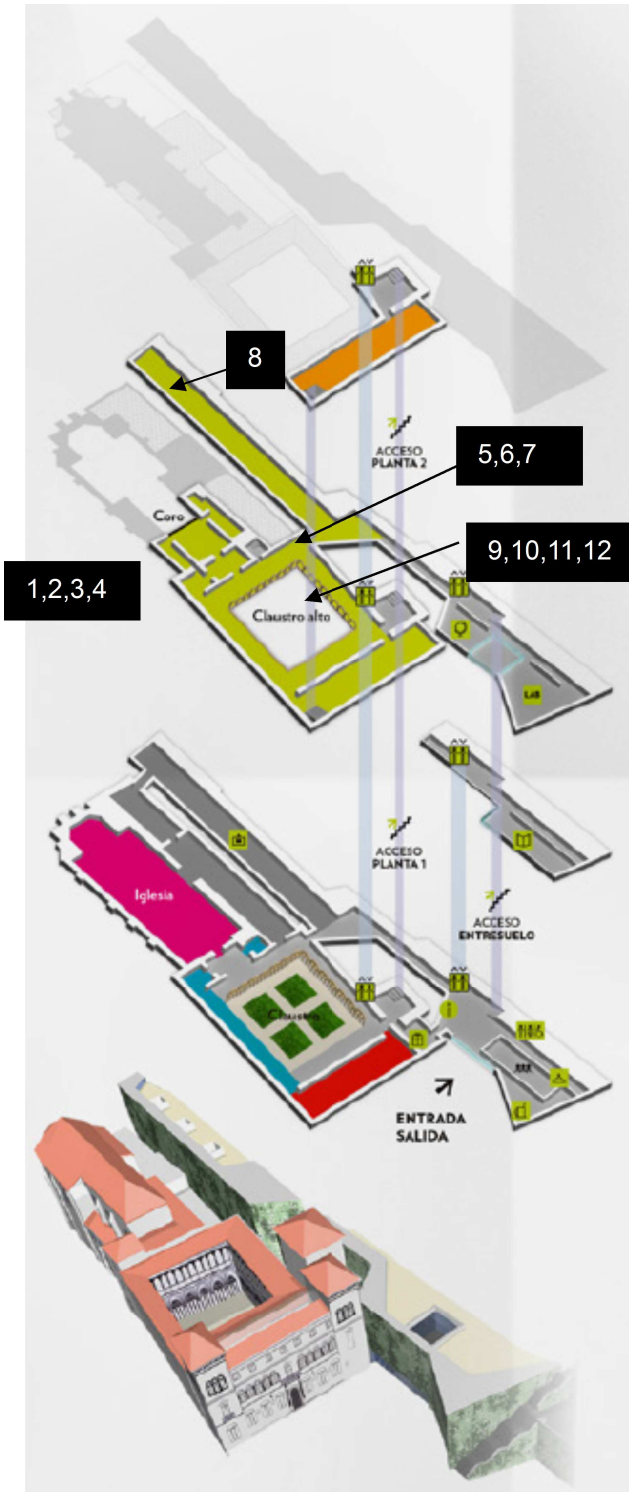 8
ACCESO
PLANTA 2
5,6,7
Coro
9,10,11,12
1,2,3,4
Claustro alto
LAB
ACCESO
PLANTA 1
Iglesia
ACCESO
ENTRESUELO
Claustro
ENTRADA
SALIDA